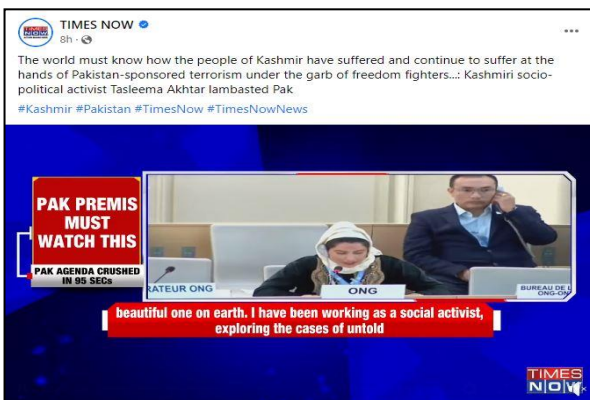 TIMES NOW
TIMES NOW
8h
The world must know how the people of Kashmir have suffered and continue to suffer at the
hands of Pakistan-sponsored terrorism under the garb of freedom fighters...: Kashmiri socio-
political activist Tasleema Akhtar lambasted Pak
#Kashmir #Pakistan #TimesNow #TimesNowNews
PAK PREMIS
MUST
WATCH THIS
PAK AGENDA CRUSHED
IN 95 SECs
RATEUR ONG
ONG
BUREAU DE L
ONG-ON
beautiful one on earth. I have been working as a social activist,
exploring the cases of untold
TIMES
NOW